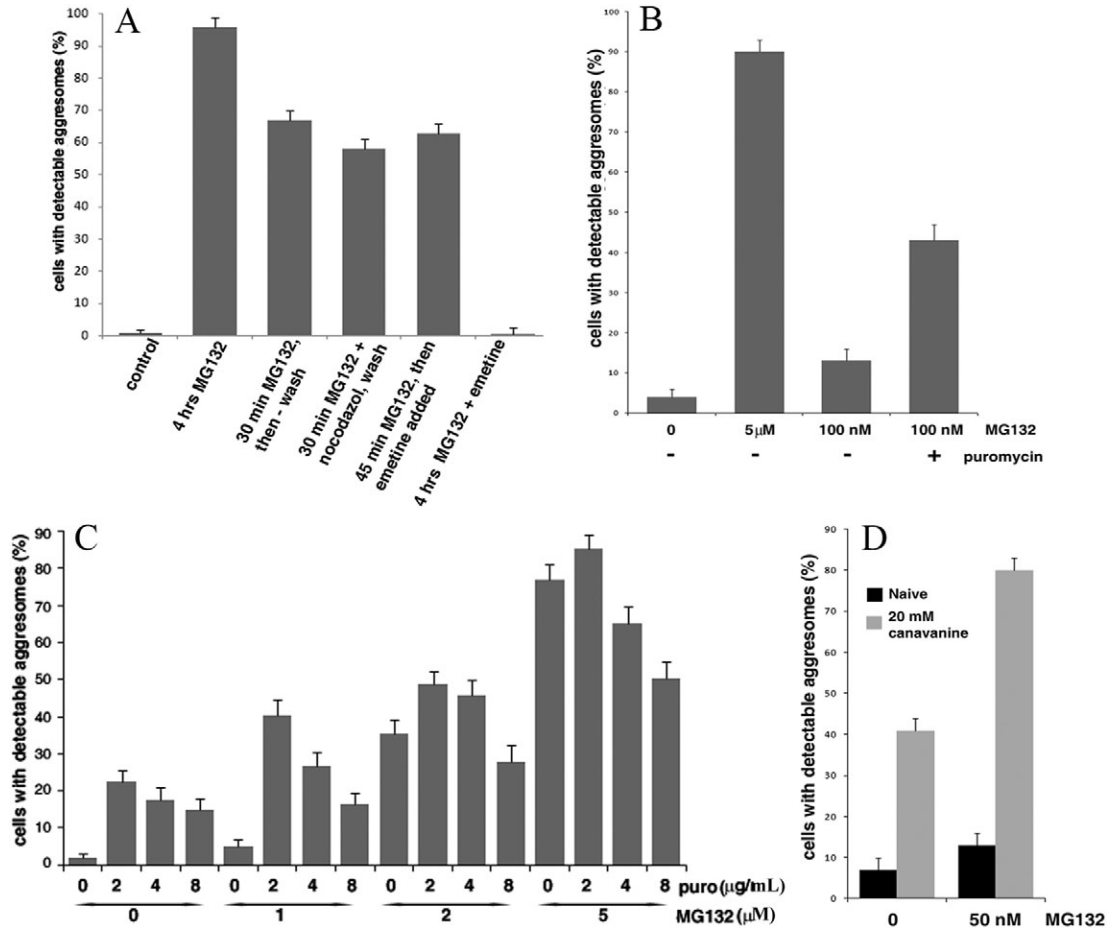 A
cells with detectable aggresomes (%)
100
90
80
70
60
50
40
30
20
10
0
control
4 hrs MG132
30 min MG132,
then - wash
30 min MG132 +
nocodazol, wash
45 min MG132, then
emetine added
4 hrs MG132 + emetine
B
cells with detectable aggresomes (%)
90
80
70
60
50
40
30
20
10
0
0 5μM 100 nM 100 nM MG132
- - - + puromycin
C
cells with detectable aggresomes (%)
90
80
70
60
50
40
30
20
10
0
0 2 4 8 0 2 4 8 0 2 4 8 0 2 4 8 puro(μg/mL)
0 1 2 5 MG132(μM)
D
cells with detectable aggresomes (%)
90
80
70
60
50
40
30
20
10
0
Naive
20 mM
canavanine
0 50 nM MG132